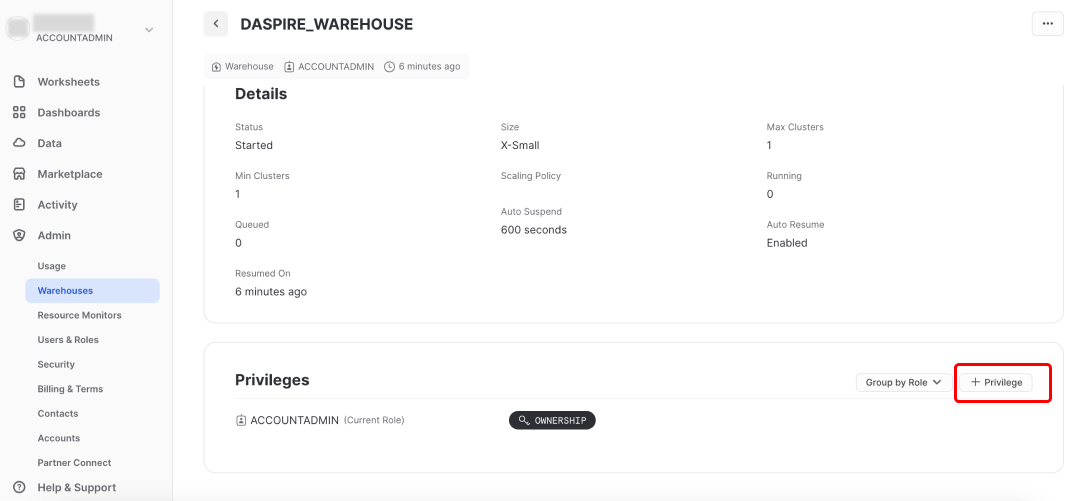 ACCOUNTADMIN
Worksheets
Dashboards
Data
Marketplace
Activity
Admin
Usage
Warehouses
Resource Monitors
Users & Roles
Security
Billing & Terms
Contacts
Accounts
Partner Connect
Help & Support
DASPIRE_WAREHOUSE
Warehouse ACCOUNTADMIN 6 minutes ago
Details
Status
Started
Size
X-Small
Max Clusters
1
Min Clusters
1
Scaling Policy
Running
0
Queued
0
Auto Suspend
600 seconds
Auto Resume
Enabled
Resumed On
6 minutes ago
Privileges
Group by Role
+ Privilege
ACCOUNTADMIN (Current Role)
OWNERSHIP